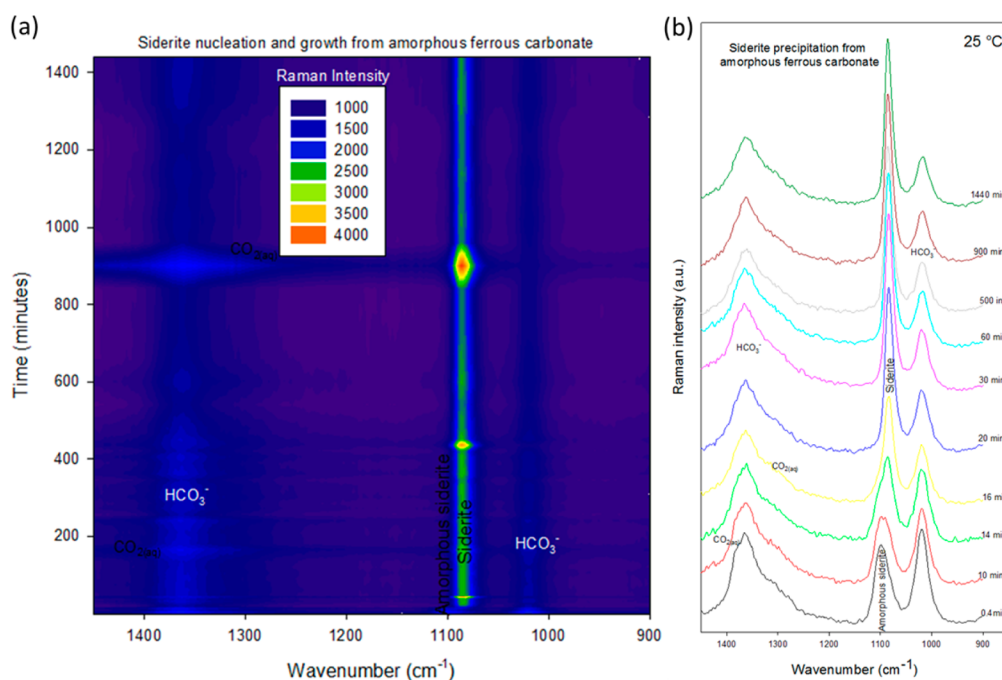 (a)
Siderite nucleation and growth from amorphous ferrous carbonate
Raman Intensity
1000
1500
2000
2500
3000
3500
4000
1400
1200
1000
800
600
400
200
Time (minutes)
CO2(aq)
HCO3-
CO2(aq)
Amorphous siderite
Siderite
HCO3-
1400 1300 1200 1100 1000 900
Wavenumber (cm-1)
(b)
Siderite precipitation from
amorphous ferrous carbonate
25 °C
Raman intensity (a.u.)
1440 min
900 min
HCO3-
500 in
60 min
HCO3-
30 min
Siderite
20 min
CO2(aq)
16 min
14 min
CO2(aq)
10 min
Amorphous siderite
0.4 min
1400 1300 1200 1100 1000 900
Wavenumber (cm-1)